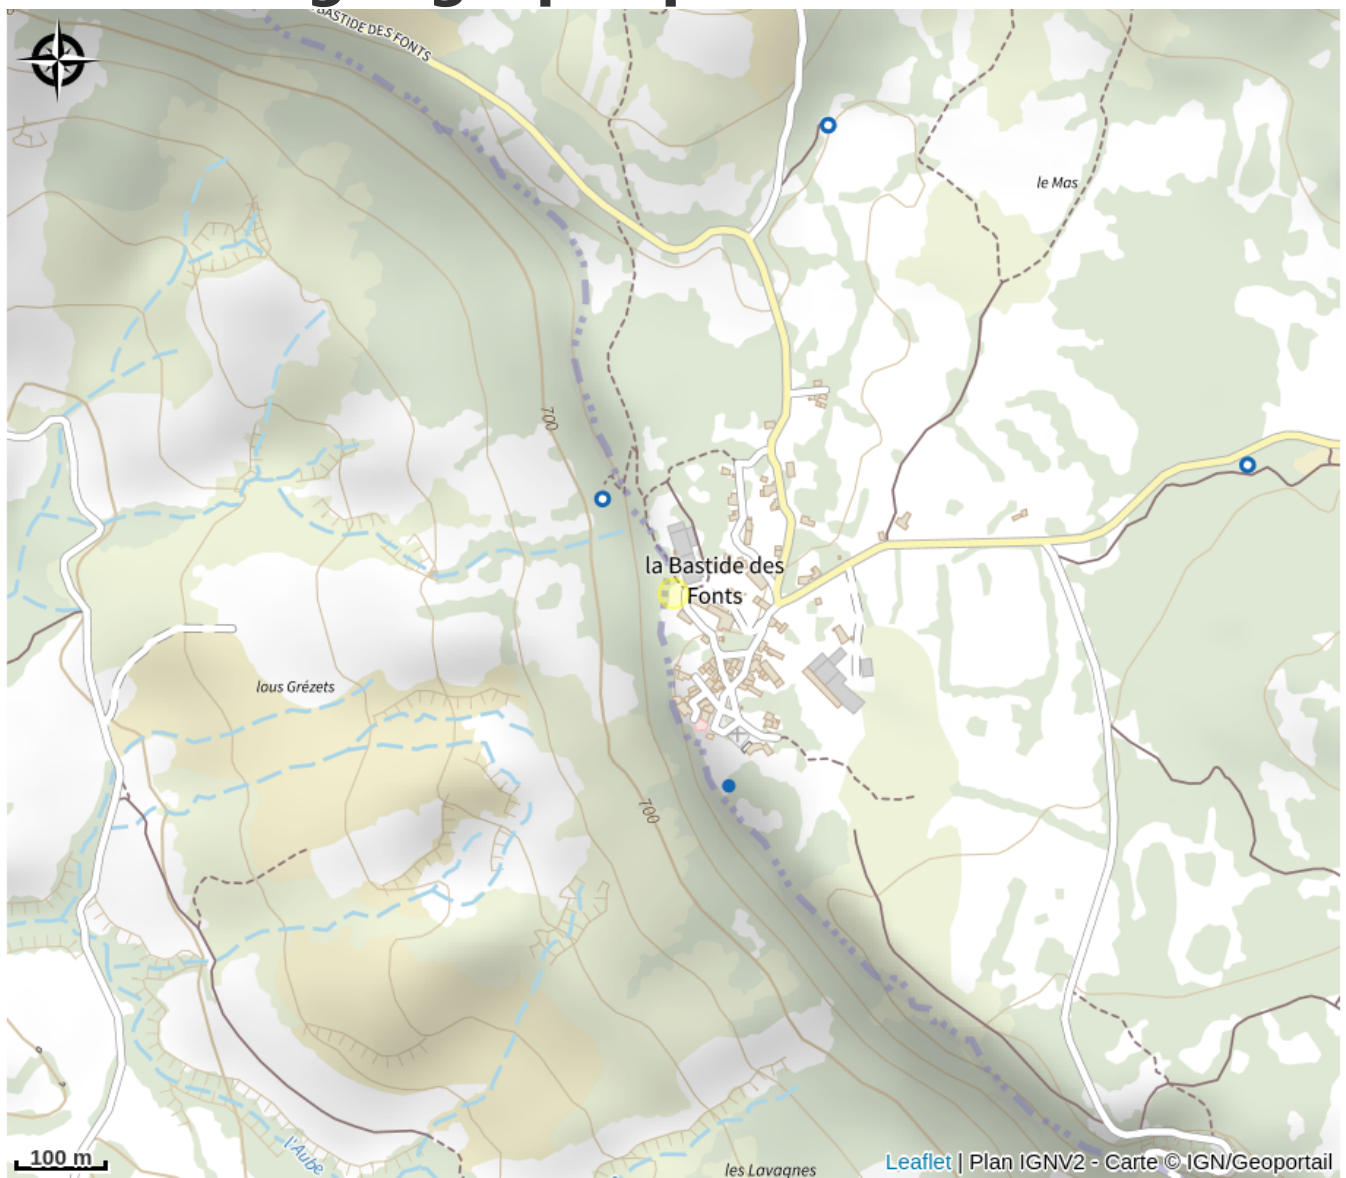 BASTIDE DES FONTS
le Mas
700
la Bastide des
Fonts
lous Grézets
700
l'Aube
les Lavagnes
100 m
Leaflet | Plan IGNV2 - Carte © IGN/Geoportail